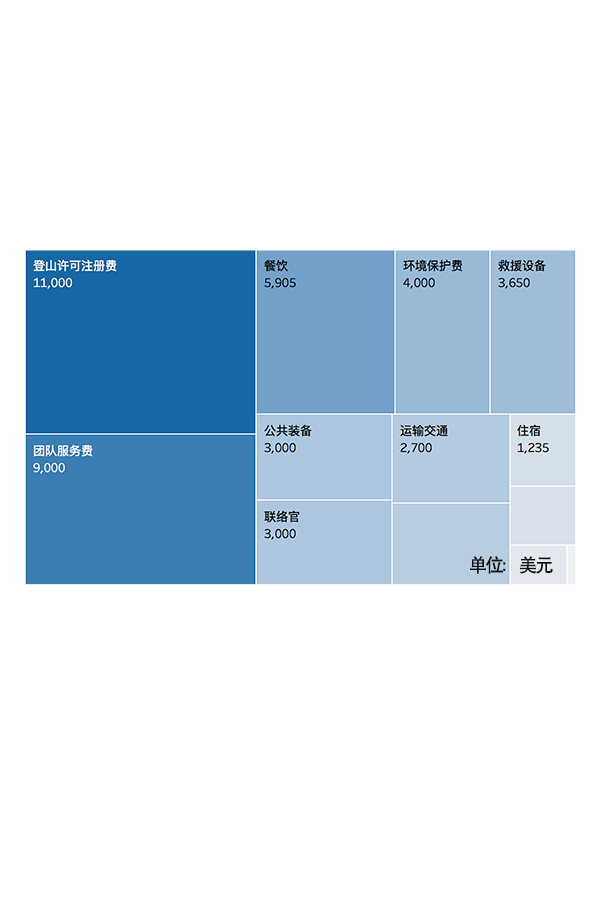 登山许可注册费
11,000
团队服务费
9,000
餐饮
5,905
环境保护费
4,000
救援设备
3,650
公共装备
3,000
联络官
3,000
运输交通
2,700
住宿
1,235
单位: 美元